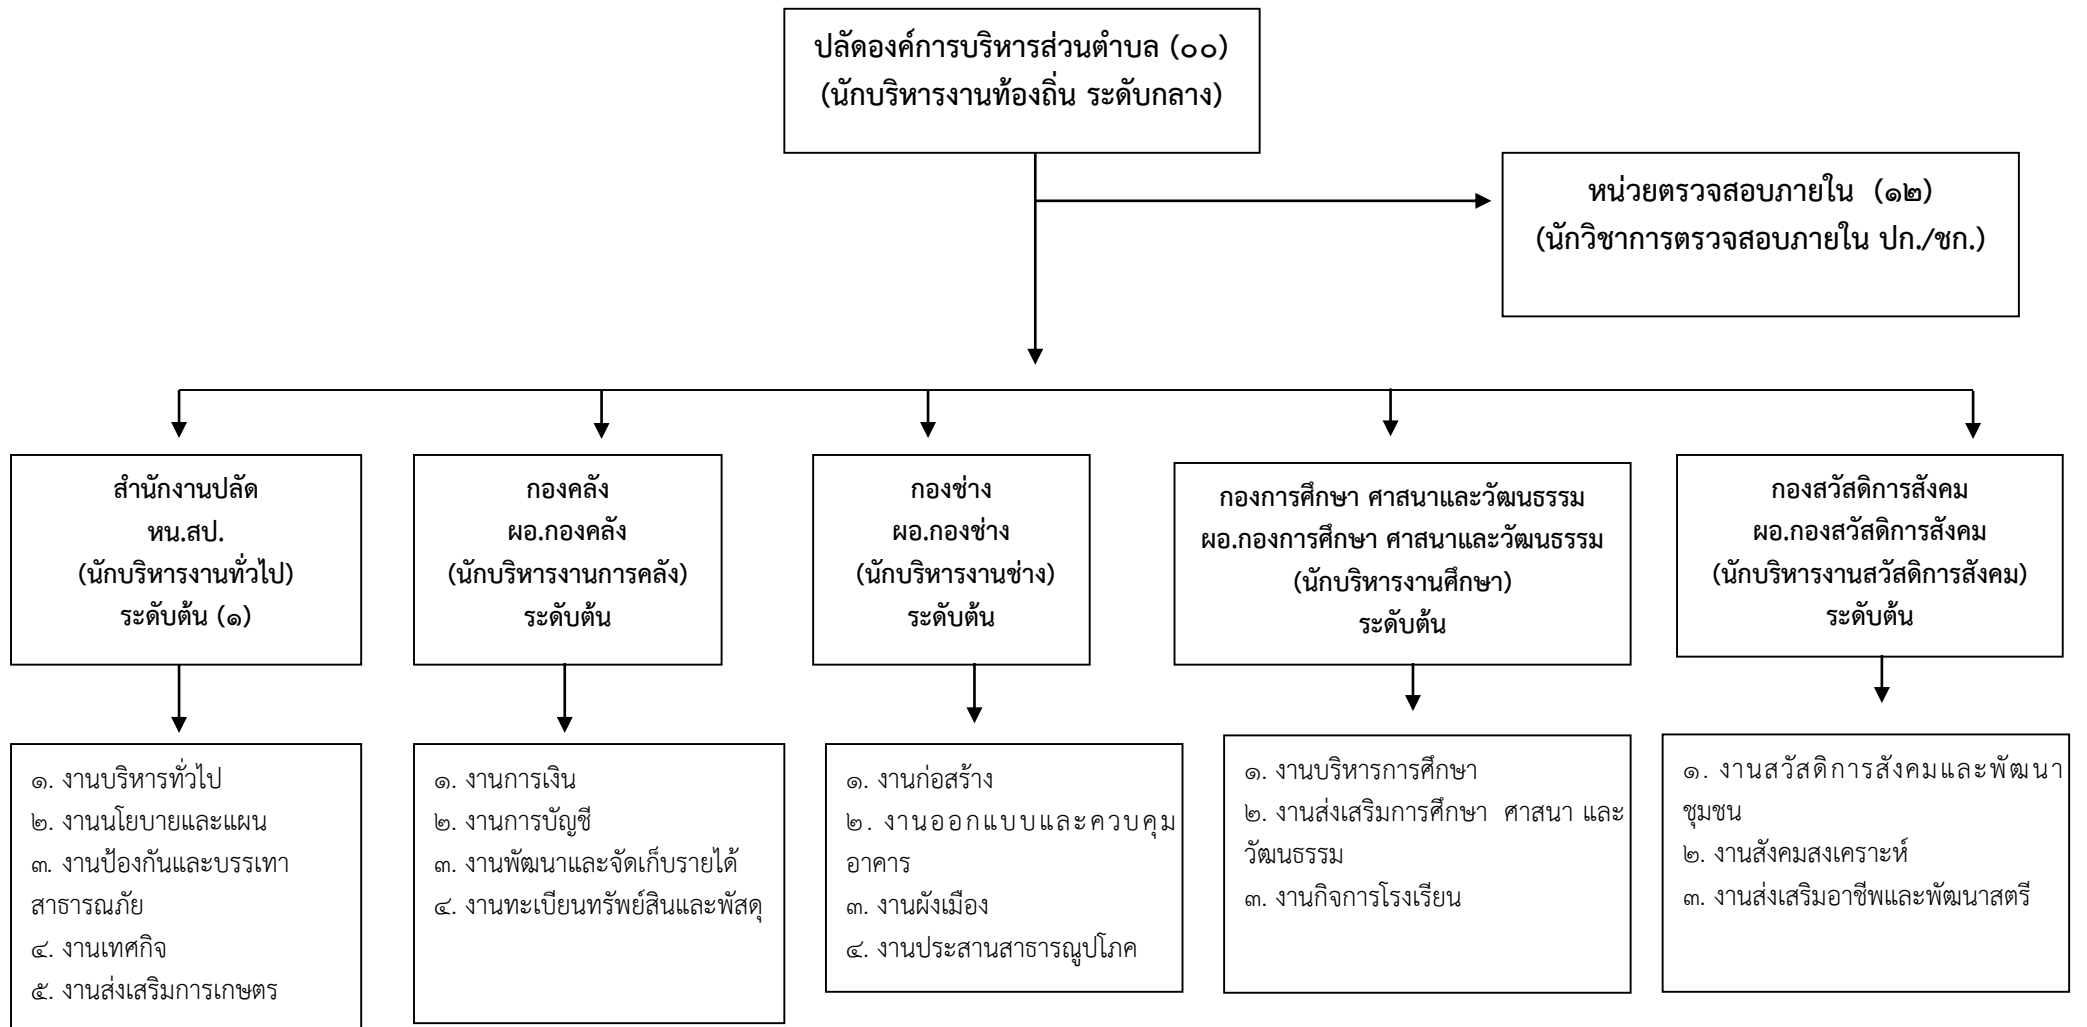 ปลัดองค์การบริหารส่วนตำบล (๐๐)
(นักบริหารงานท้องถิ่น ระดับกลาง)
หน่วยตรวจสอบภายใน (๑๒)
(นักวิชาการตรวจสอบภายใน ปก./ชก.)
สำนักงานปลัด
หน.สป.
(นักบริหารงานทั่วไป)
ระดับต้น (๑)
กองคลัง
ผอ.กองคลัง
(นักบริหารงานการคลัง)
ระดับต้น
กองช่าง
ผอ.กองช่าง
(นักบริหารงานช่าง)
ระดับต้น
กองการศึกษา ศาสนาและวัฒนธรรม
ผอ.กองการศึกษา ศาสนาและวัฒนธรรม
(นักบริหารงานศึกษา)
ระดับต้น
กองสวัสดิการสังคม
ผอ.กองสวัสดิการสังคม
(นักบริหารงานสวัสดิการสังคม)
ระดับต้น
๑. งานบริหารทั่วไป
๒. งานนโยบายและแผน
๓. งานป้องกันและบรรเทา
สาธารณภัย
๔. งานเทศกิจ
๕. งานส่งเสริมการเกษตร
๑. งานการเงิน
๒. งานการบัญชี
๓. งานพัฒนาและจัดเก็บรายได้
๔. งานทะเบียนทรัพย์สินและพัสดุ
๑. งานก่อสร้าง
๒. งานออกแบบและควบคุม
อาคาร
๓. งานผังเมือง
๔. งานประสานสาธารณูปโภค
๑. งานบริหารการศึกษา
๒. งานส่งเสริมการศึกษา ศาสนา และ
วัฒนธรรม
๓. งานกิจการโรงเรียน
๑. งานสวัสดิการสังคมและพัฒนา
ชุมชน
๒. งานสังคมสงเคราะห์
๓. งานส่งเสริมอาชีพและพัฒนาสตรี